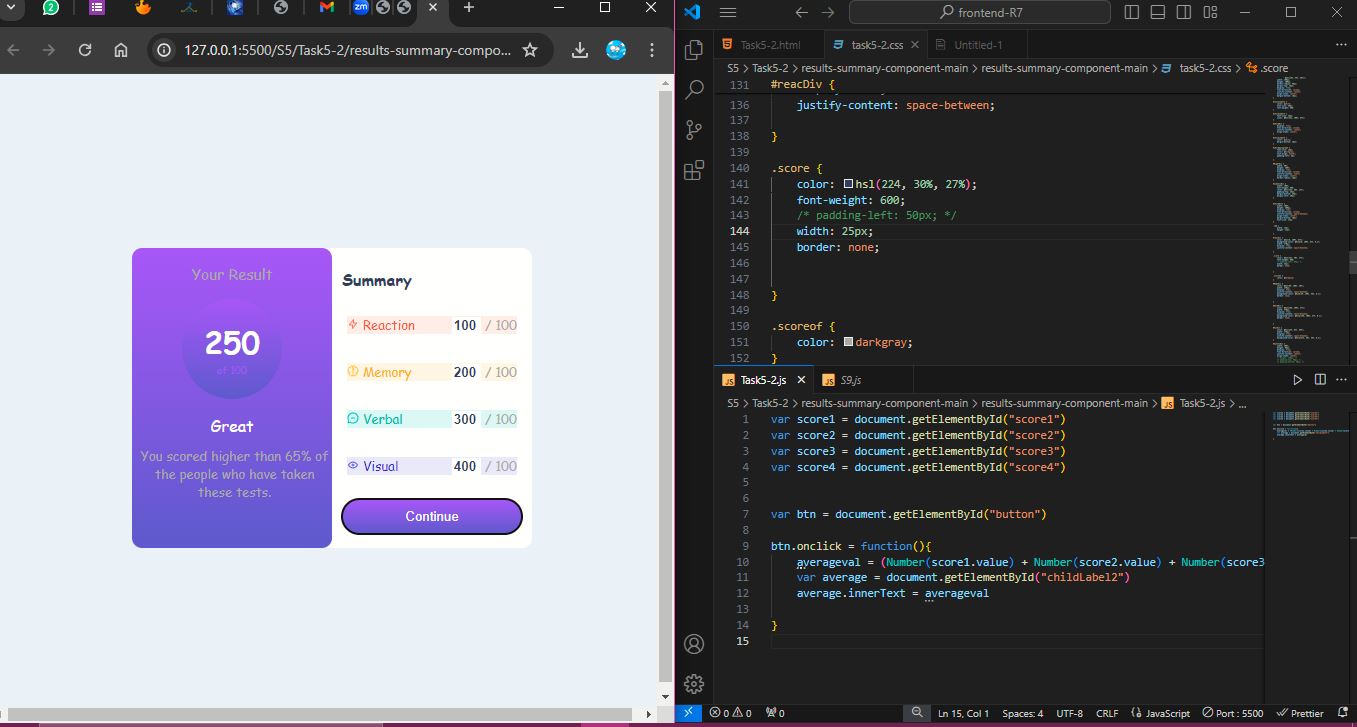 2
zm
127.0.0.1:5500/S5/Task5-2/results-summary-compo...
Your Result
250
of 100
Great
You scored higher than 65% of
the people who have taken
these tests.
Summary
Reaction 100 / 100
Memory 200 / 100
Verbal 300 / 100
Visual 400 / 100
Continue
frontend-R7
Task5-2.html
task5-2.css
Untitled-1
S5 > Task5-2 > results-summary-component-main > results-summary-component-main > task5-2.css > .score
131 #reacDiv {
136 justify-content: space-between;
137
138 }
139
140 .score {
141 color: hsl(224, 30%, 27%);
142 font-weight: 600;
143 /* padding-left: 50px; */
144 width: 25px;
145 border: none;
146
147
148 }
149
150 .scoreof {
151 color: darkgray;
152 }
Task5-2.js
S9.js
S5 > Task5-2 > results-summary-component-main > results-summary-component-main > Task5-2.js > ...
1 var score1 = document.getElementById("score1")
2 var score2 = document.getElementById("score2")
3 var score3 = document.getElementById("score3")
4 var score4 = document.getElementById("score4")
5
6
7 var btn = document.getElementById("button")
8
9 btn.onclick = function(){
10 averageval = (Number(score1.value) + Number(score2.value) + Number(score3
11 var average = document.getElementById("childLabel2")
12 average.innerText = averageval
13
14 }
15
0 0 0
Ln 15, Col 1 Spaces: 4 UTF-8 CRLF {} JavaScript Port : 5500 Prettier